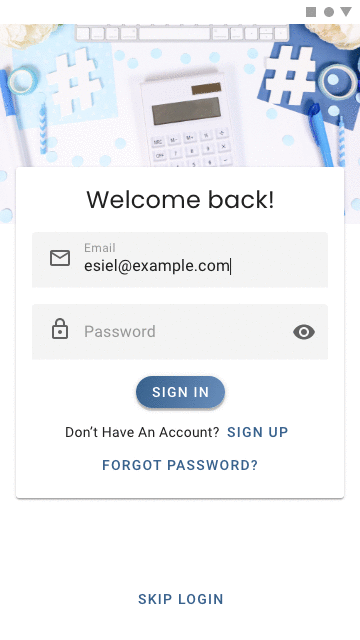 Welcome back!
Email
esiel@example.com
Password
SIGN IN
Don't Have An Account? SIGN UP
FORGOT PASSWORD?
SKIP LOGIN